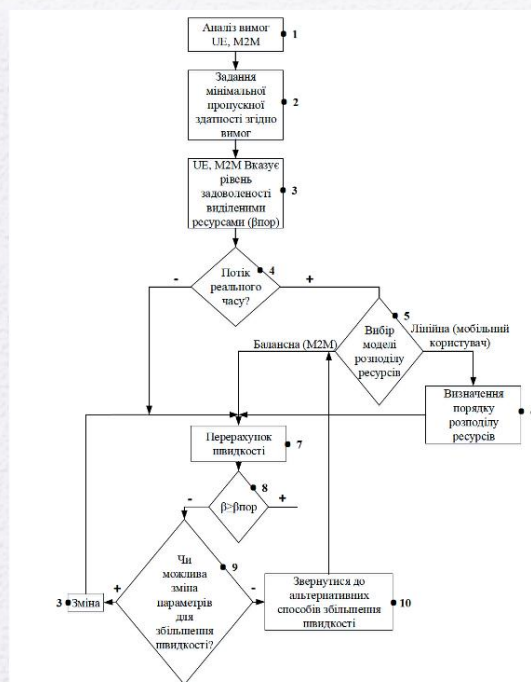 Аналіз вимог
UE, M2M
1
Задання
мінімальної
пропускної
здатності згідно
вимог
2
UE, M2M Вказує
рівень
задоволеності
виділеними
ресурсами (βпор)
3
4
-
Потік
реального
часу?
+
5
Вибір
моделі
розподілу
ресурсів
Балансна (M2M)
Лінійна (мобільний
користувач)
Визначення
порядку
розподілу
ресурсів
Перерахунок
швидкості
7
8
-
β>βпор
+
9
Чи
можлива
зміна
параметрів
для
збільшення
швидкості?
+
-
3
Зміна
Звернутися до
альтернативних
способів збільшення
швидкості
10